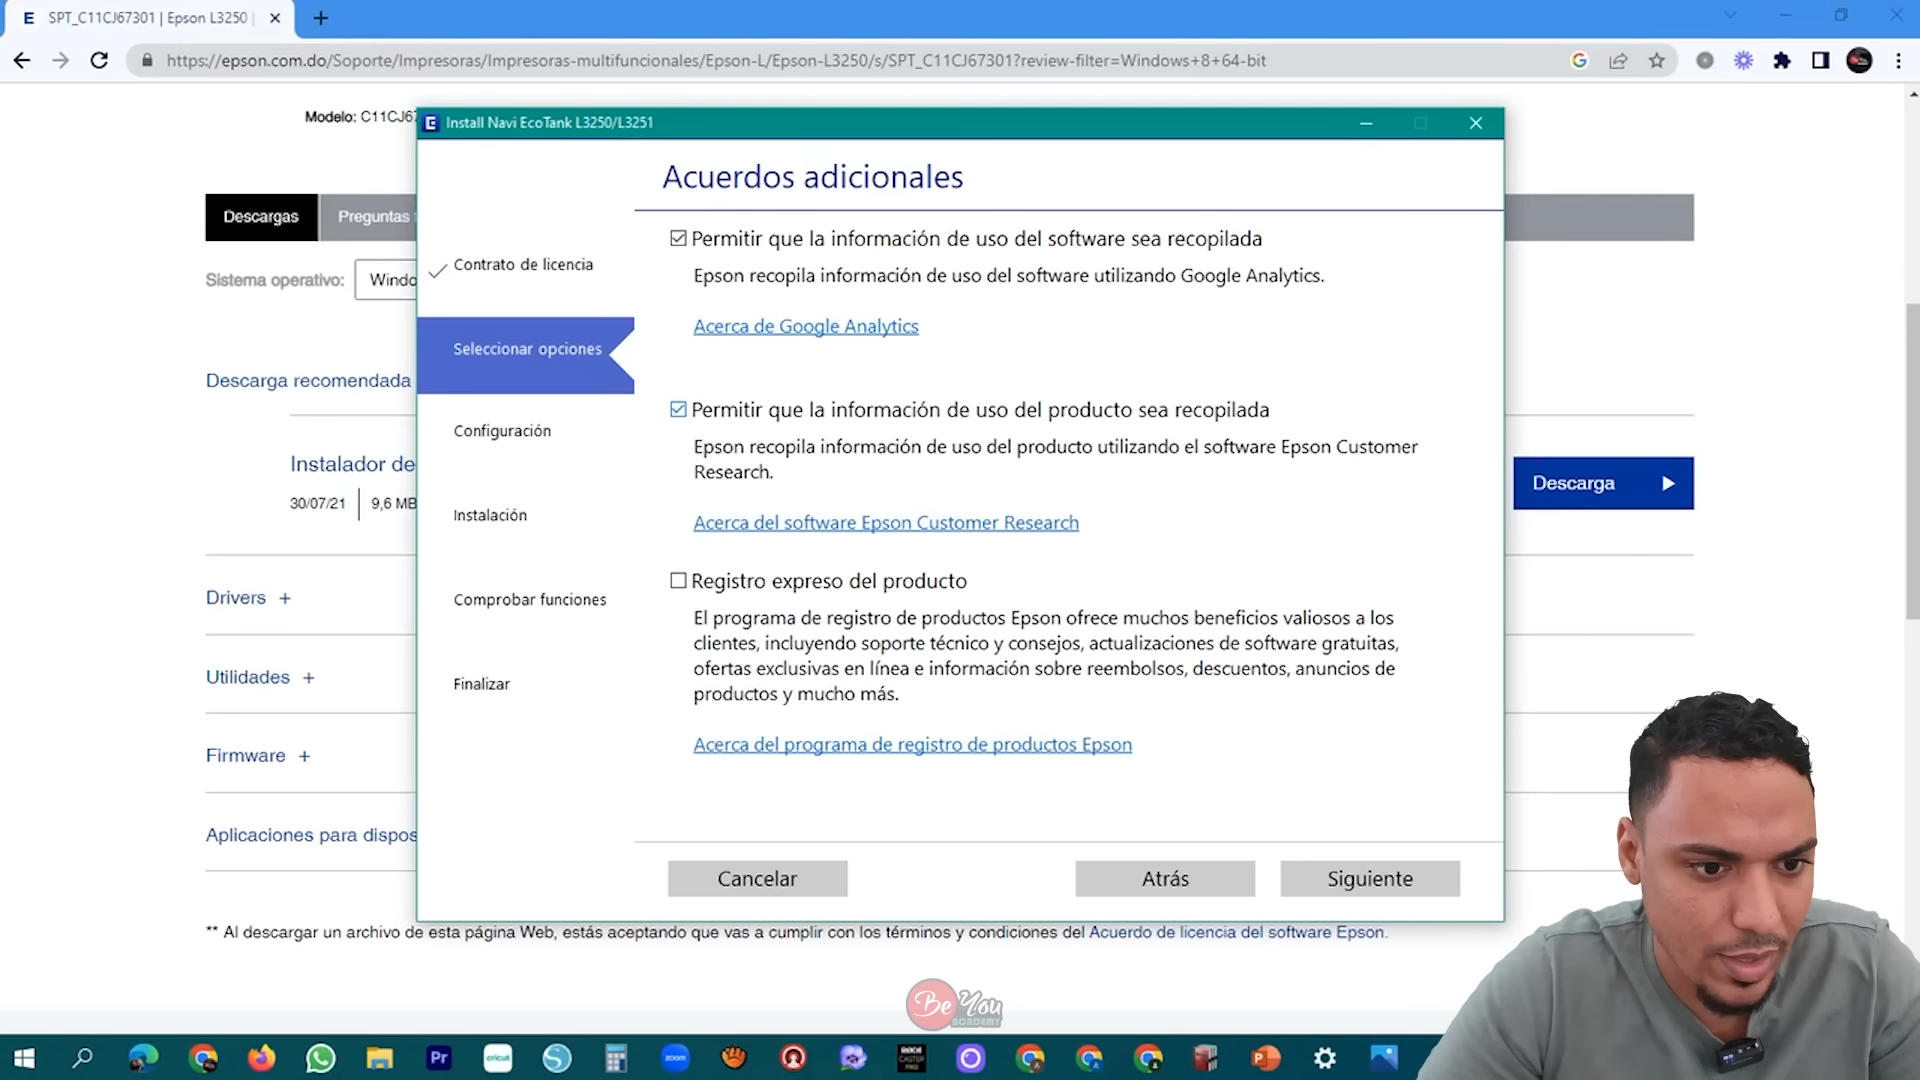 SPT_C11CJ67301 | Epson L3250 |
https://epson.com.do/Soporte/Impresoras/Impresoras-multifuncionales/Epson-L/Epson-L3250/s/SPT_C11CJ67301?review-filter=Windows+8+64-bit
Modelo: C11CJ67
Install Navi EcoTank L3250/L3251
Acuerdos adicionales
Descargas
Preguntas
Permitir que la información de uso del software sea recopilada
Contrato de licencia
Epson recopila información de uso del software utilizando Google Analytics.
Sistema operativo:
Windo
Acerca de Google Analytics
Seleccionar opciones
Descarga recomendada
Permitir que la información de uso del producto sea recopilada
Configuración
Epson recopila información de uso del producto utilizando el software Epson Customer
Research.
Instalador de
Descarga
30/07/21
9,6 MB
Instalación
Acerca del software Epson Customer Research
Registro expreso del producto
Drivers +
Comprobar funciones
El programa de registro de productos Epson ofrece muchos beneficios valiosos a los
clientes, incluyendo soporte técnico y consejos, actualizaciones de software gratuitas,
ofertas exclusivas en línea e información sobre reembolsos, descuentos, anuncios de
productos y mucho más.
Utilidades +
Finalizar
Acerca del programa de registro de productos Epson
Firmware +
Aplicaciones para dispos
Cancelar
Atrás
Siguiente
** Al descargar un archivo de esta página Web, estás aceptando que vas a cumplir con los términos y condiciones del Acuerdo de licencia del software Epson.
Be You
ACADEMY
Pr
cricut
zoom